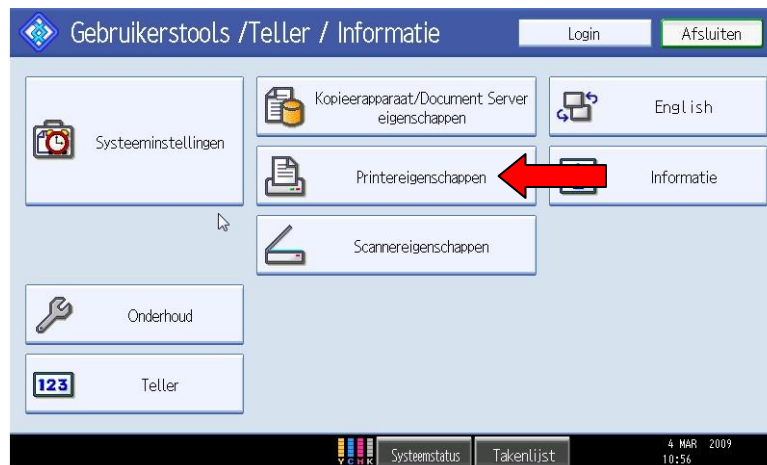 Gebruikerstools /Teller / Informatie
Login
Afsluiten
Systeeminstellingen
Kopieerapparaat/Document Server
eigenschappen
English
Printereigenschappen
Informatie
Scannereigenschappen
Onderhoud
123
Teller
Y C M K
Systeemstatus
Takenlijst
4 MAR 2009
10:56